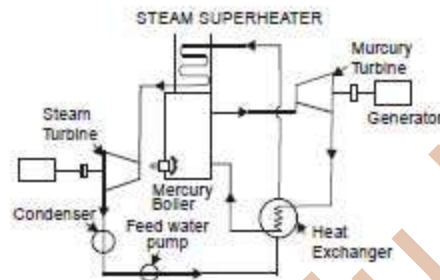 STEAM SUPERHEATER
Murcury
Turbine
Steam
Turbine
Generator
Mercury
Boiler
Condenser
Feed water
pump
Heat
Exchanger